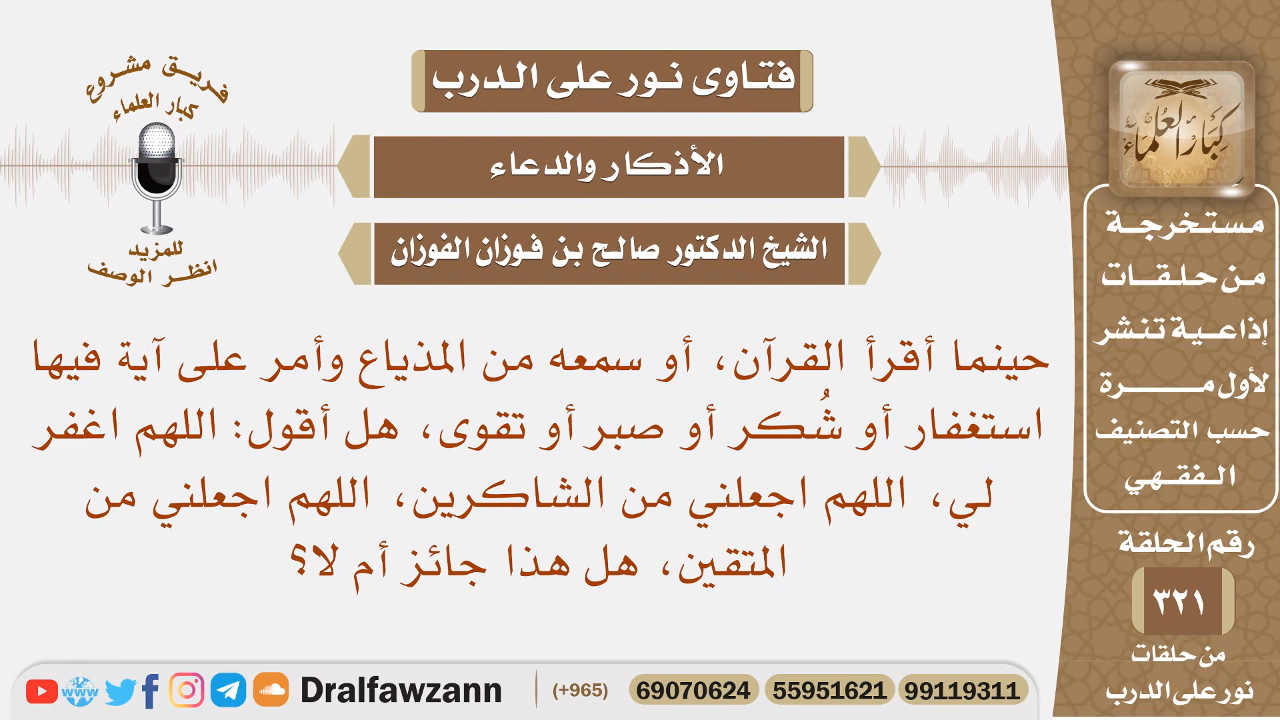 فتاوى نور على الدرب
الأذكار والدعاء
الشيخ الدكتور صالح بن فوزان الفوزان
فريق مشروع
كبار العلماء
للمزيد
انظر الوصف
حينما أقرأ القرآن، أو سمعه من المذياع وأمر على آية فيها
استغفار أو شُكر أو صبر أو تقوى، هل أقول: اللهم اغفر
لي، اللهم اجعلني من الشاكرين، اللهم اجعلني من
المتقين، هل هذا جائز أم لا؟
كِبَارُ العُلَمَاءِ
مستخرجة
من حلقات
إذاعية تنشر
لأول مرة
حسب التصنيف
الفقهي
رقم الحلقة
٣٢١
من حلقات
نور على الدرب
www
Dralfawzann
(+965) 69070624 55951621 99119311